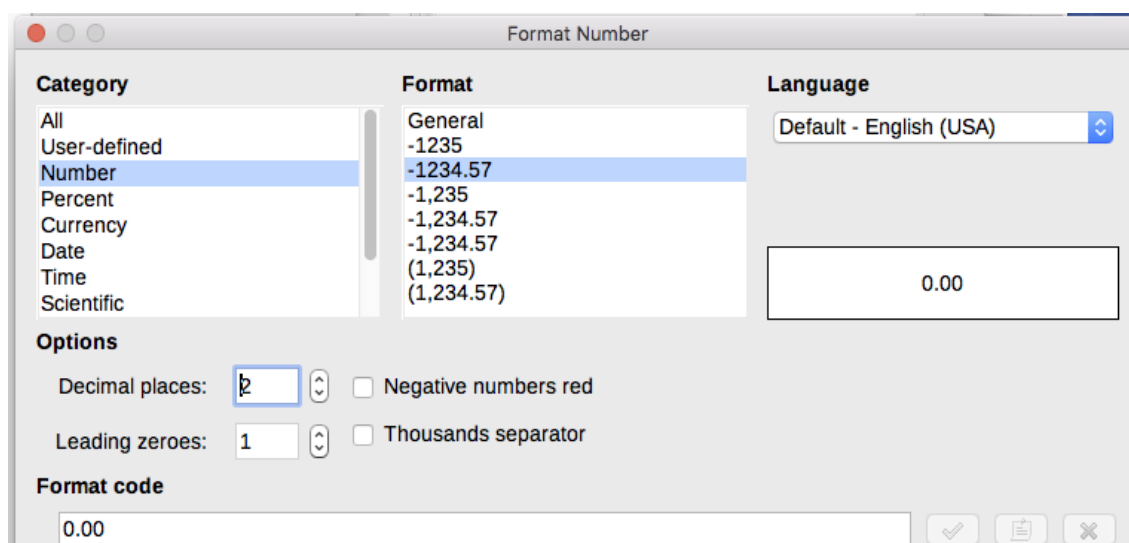 Format Number
Category
All
User-defined
Number
Percent
Currency
Date
Time
Scientific
Format
General
-1235
-1234.57
-1,235
-1,234.57
-1,234.57
(1,235)
(1,234.57)
Language
Default - English (USA)
0.00
Options
Decimal places: 2
Negative numbers red
Leading zeroes: 1
Thousands separator
Format code
0.00